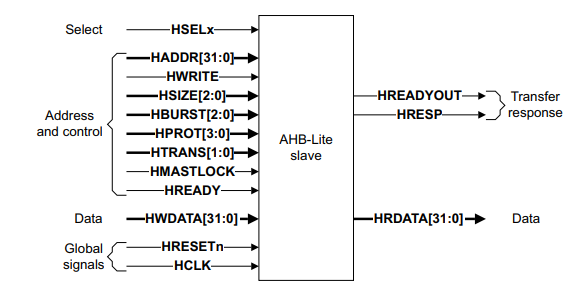 Select
HSELx
HADDR[31:0]
HWRITE
HSIZE[2:0]
HBURST[2:0]
HPROT[3:0]
HTRANS[1:0]
HMASTLOCK
HREADY
Address
and control
Data
HWDATA[31:0]
Global
signals
HRESETn
HCLK
AHB-Lite
slave
HREADYOUT
HRESP
Transfer
response
HRDATA[31:0]
Data